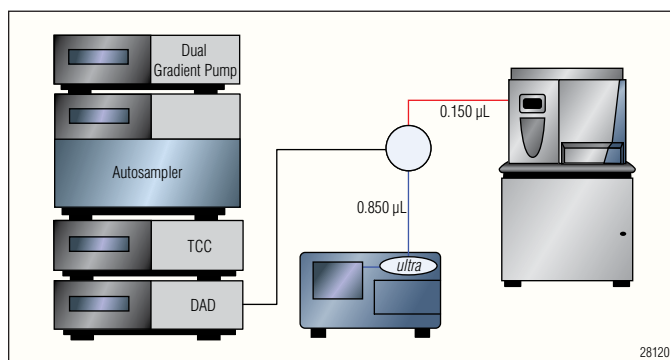 Dual
Gradient Pump
Autosampler
TCC
DAD
0.150 µL
0.850 µL
ultra
28120